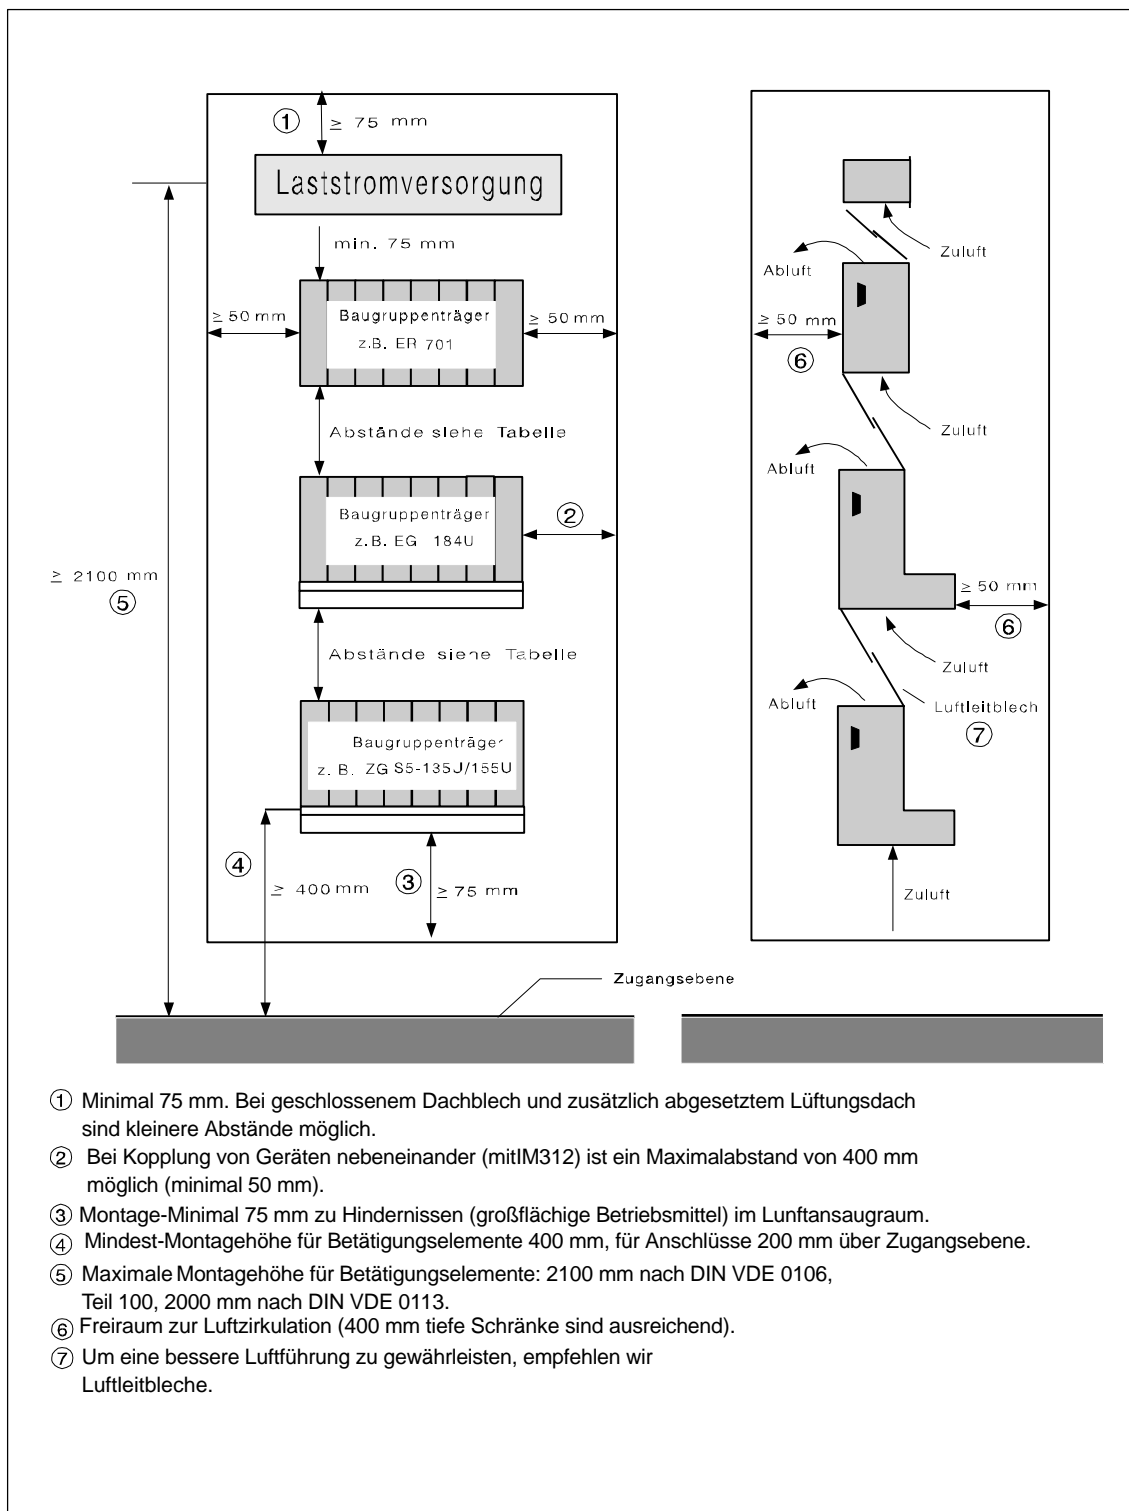 ① ≥ 75 mm
Laststromversorgung
min. 75 mm
≥ 50 mm
Baugruppenträger
z.B. ER 701
≥ 50 mm
Abstände siehe Tabelle
Baugruppenträger
z.B. EG 184U
②
≥ 2100 mm
⑤
Abstände siehe Tabelle
Baugruppenträger
z. B. ZG S5-135J/155U
④
≥ 400 mm
③ ≥ 75 mm
Zugangsebene
Zuluft
Abluft
≥ 50 mm
⑥
Zuluft
Abluft
≥ 50 mm
⑥
Zuluft
Abluft
Luftleitblech
⑦
Zuluft
① Minimal 75 mm. Bei geschlossenem Dachblech und zusätzlich abgesetztem Lüftungsdach
sind kleinere Abstände möglich.
② Bei Kopplung von Geräten nebeneinander (mitIM312) ist ein Maximalabstand von 400 mm
möglich (minimal 50 mm).
③ Montage-Minimal 75 mm zu Hindernissen (großflächige Betriebsmittel) im Lunftansaugraum.
④ Mindest-Montagehöhe für Betätigungselemente 400 mm, für Anschlüsse 200 mm über Zugangsebene.
⑤ Maximale Montagehöhe für Betätigungselemente: 2100 mm nach DIN VDE 0106,
Teil 100, 2000 mm nach DIN VDE 0113.
⑥ Freiraum zur Luftzirkulation (400 mm tiefe Schränke sind ausreichend).
⑦ Um eine bessere Luftführung zu gewährleisten, empfehlen wir
Luftleitbleche.